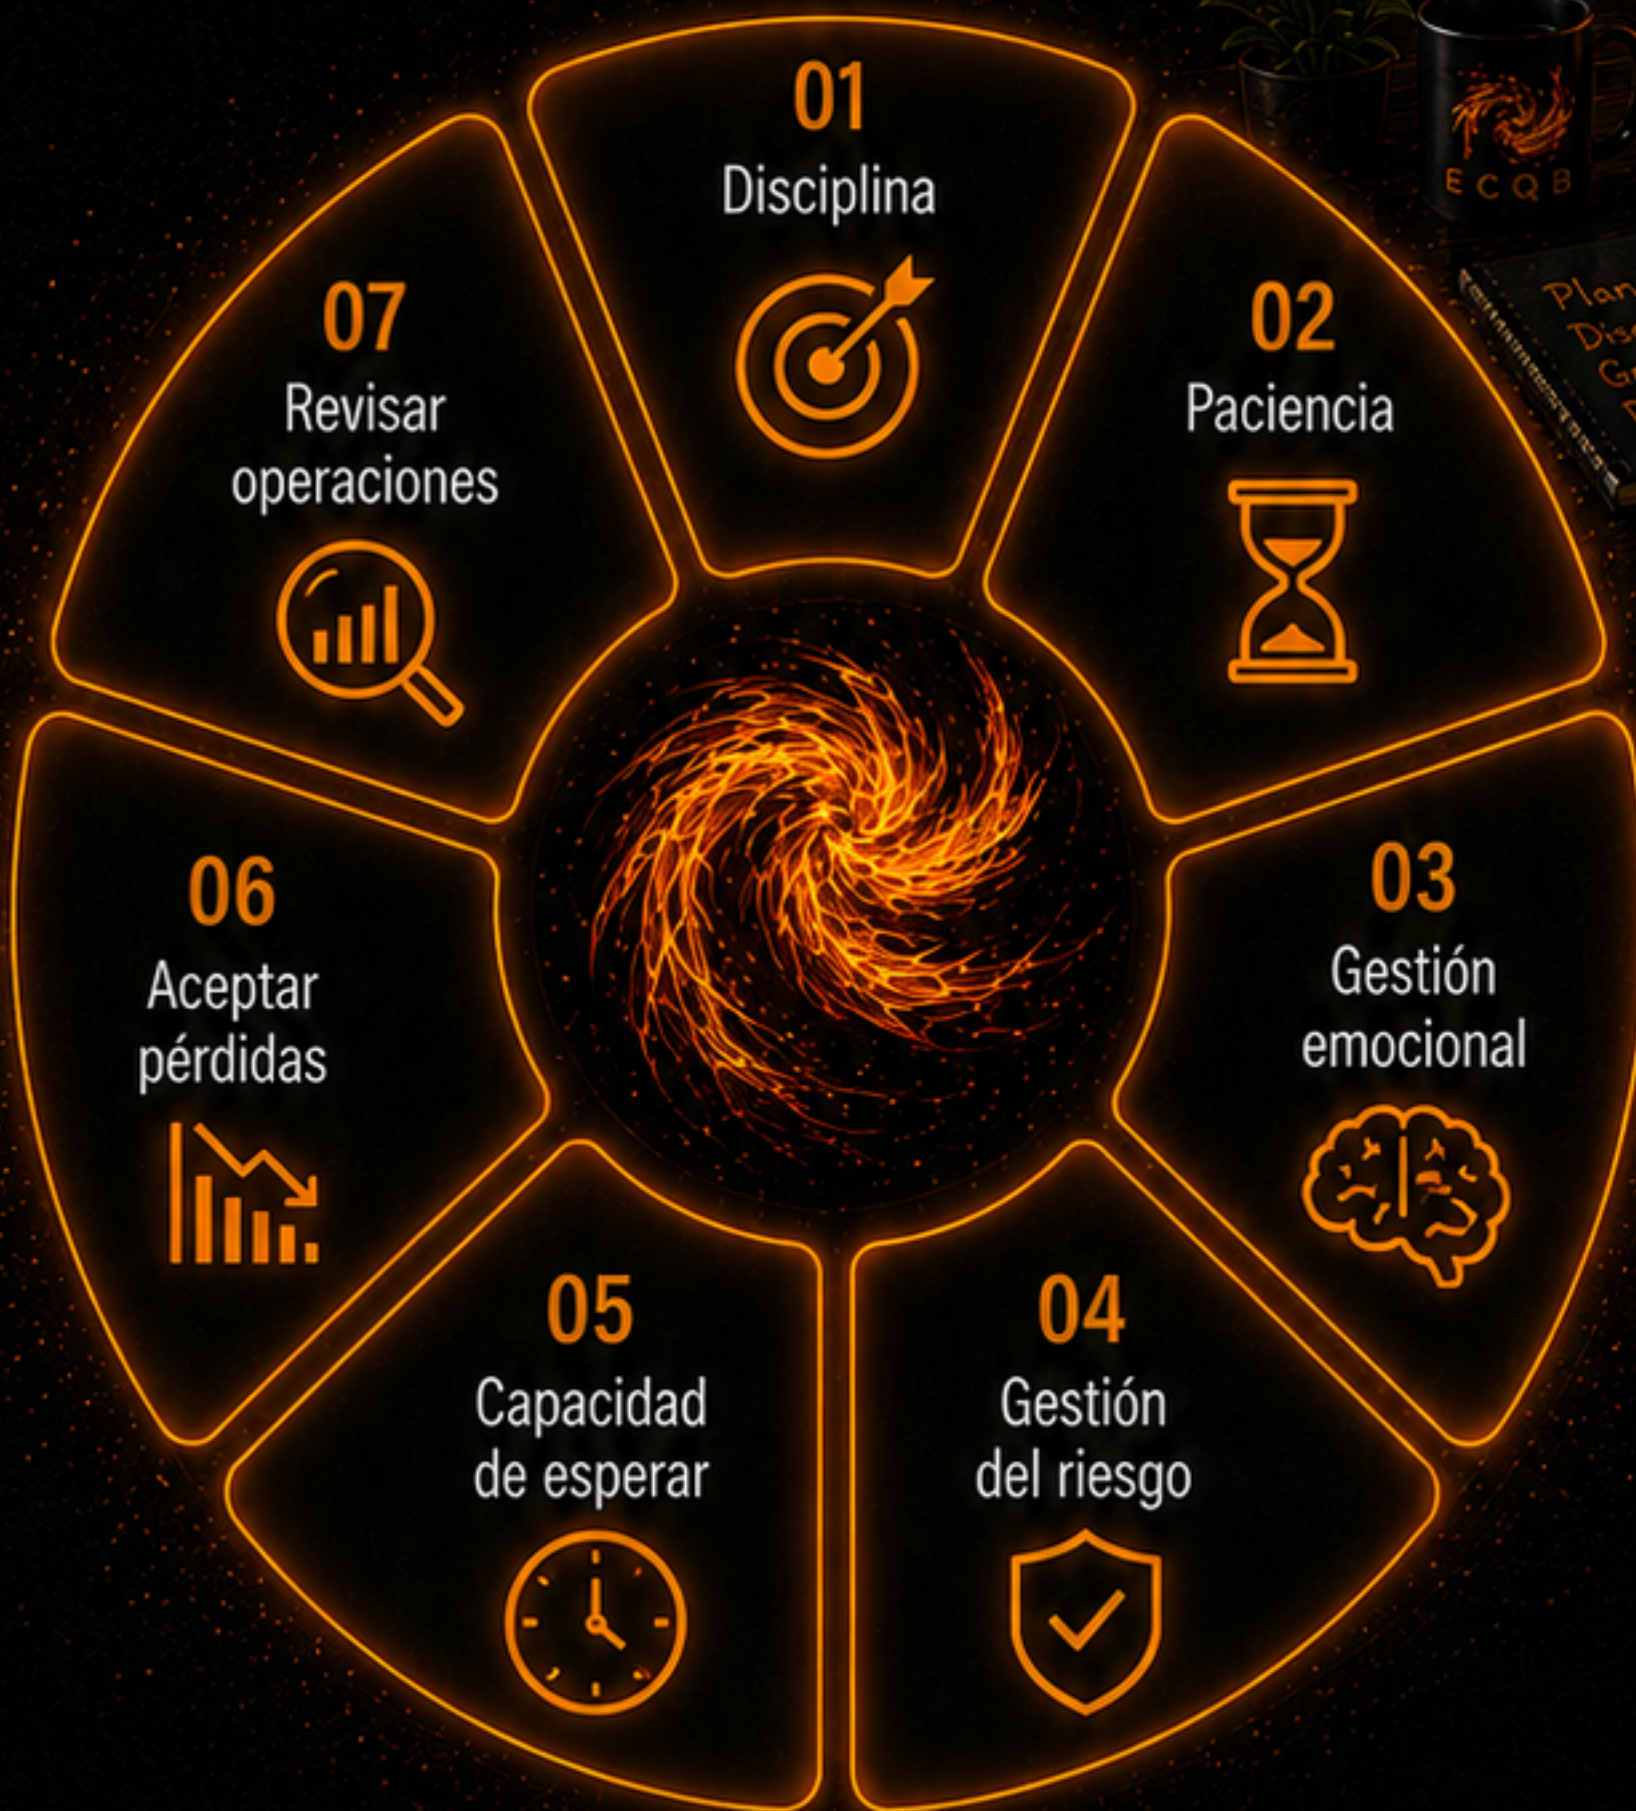 01
Disciplina
02
Paciencia
03
Gestión
emocional
04
Gestión
del riesgo
05
Capacidad
de esperar
06
Aceptar
pérdidas
07
Revisar
operaciones
ECQB
Plan